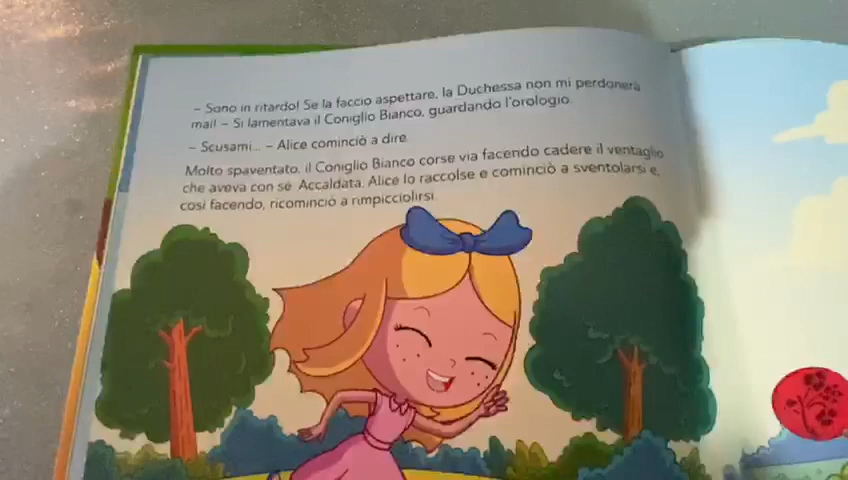 – Sono in ritardo! Se la faccio aspettare, la Duchessa non mi perdonerà
mai! – Si lamentava il Coniglio Bianco, guardando l'orologio.
– Scusami... – Alice cominciò a dire.
Molto spaventato, il Coniglio Bianco corse via facendo cadere il ventaglio
che aveva con sé. Accaldata, Alice lo raccolse e cominciò a sventolarsi e,
così facendo, ricominciò a rimpicciolirsi.